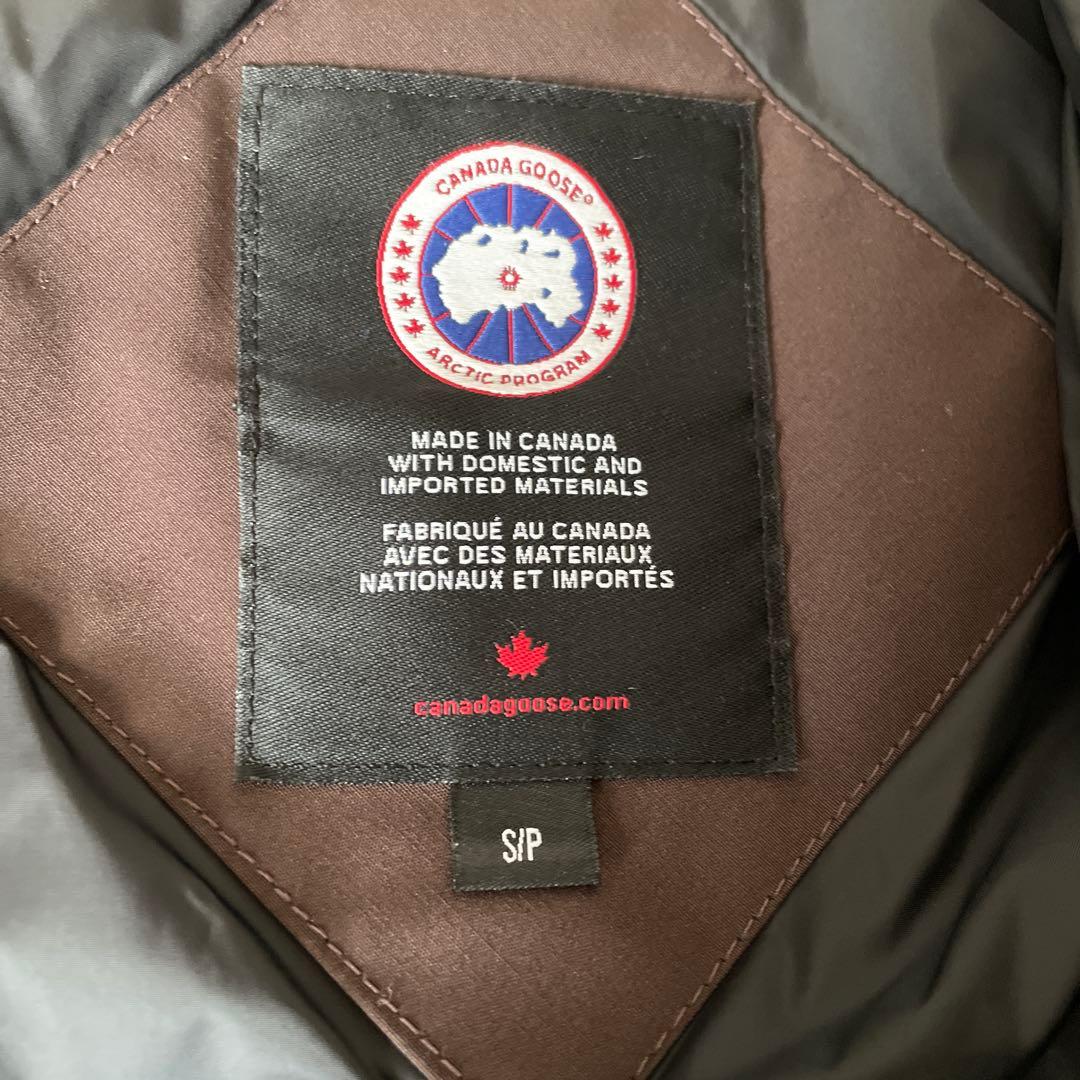 CANADA GOOSE®
ARCTIC PROGRAM
MADE IN CANADA
WITH DOMESTIC AND
IMPORTED MATERIALS
FABRIQUÉ AU CANADA
AVEC DES MATERIAUX
NATIONAUX ET IMPORTÉS
canadagoose.com
S/P